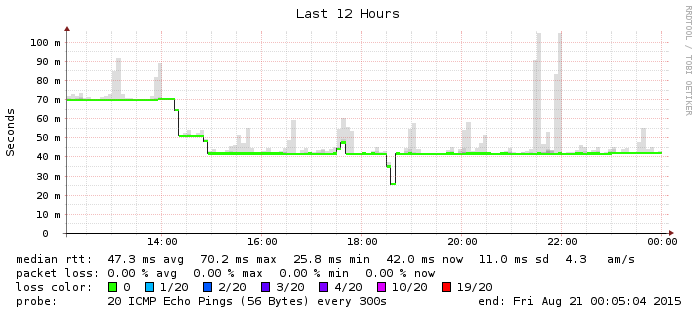 Last 12 Hours
RRDTOOL / TOBI OETIKER
Seconds
100 m
90 m
80 m
70 m
60 m
50 m
40 m
30 m
20 m
10 m
0
14:00 16:00 18:00 20:00 22:00 00:00
median rtt: 47.3 ms avg 70.2 ms max 25.8 ms min 42.0 ms now 11.0 ms sd 4.3 am/s
packet loss: 0.00 % avg 0.00 % max 0.00 % min 0.00 % now
loss color: 0 1/20 2/20 3/20 4/20 10/20 19/20
probe: 20 ICMP Echo Pings (56 Bytes) every 300s end: Fri Aug 21 00:05:04 2015